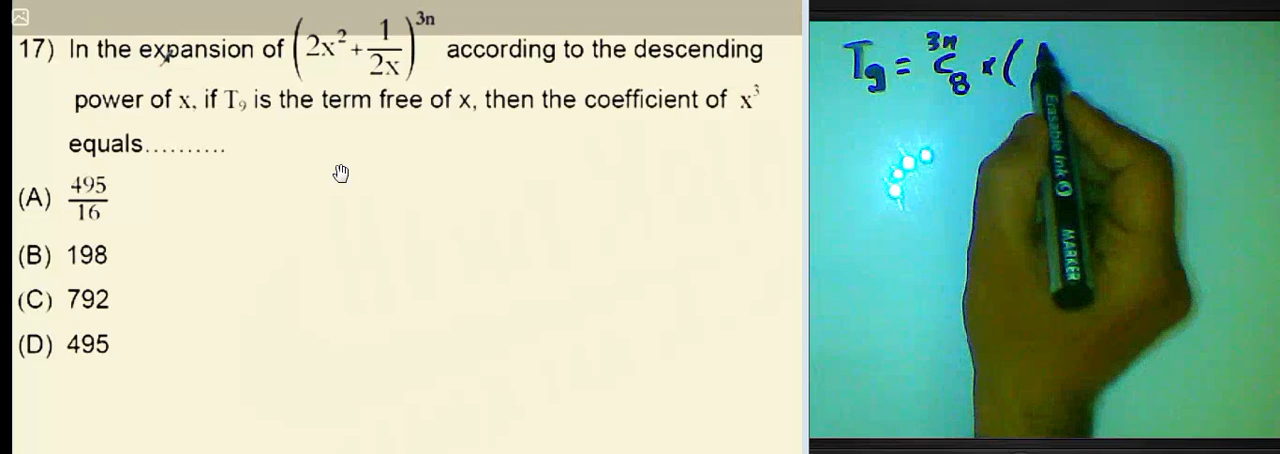 17) In the expansion of (2x² + 1/2x)³ⁿ according to the descending
power of x, if T₉ is the term free of x, then the coefficient of x³
equals..........
(A) 495/16
(B) 198
(C) 792
(D) 495
T₉ = ³ⁿC₈ × (
Erasable Ink
MARKER